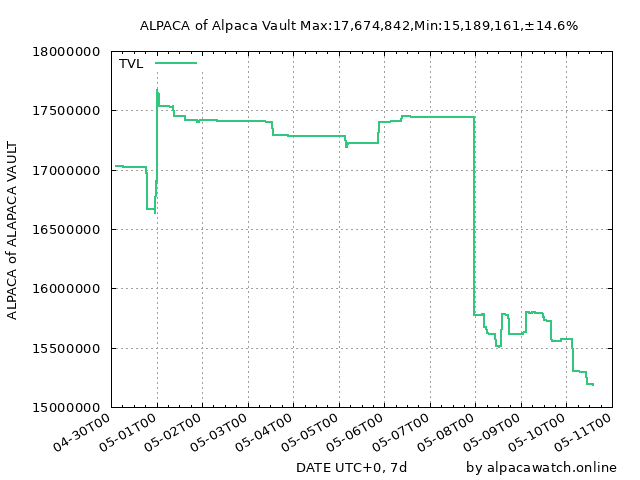 ALPACA of Alpaca Vault Max:17,674,842,Min:15,189,161,±14.6%
TVL
ALPACA of ALAPACA VAULT
18000000
17500000
17000000
16500000
16000000
15500000
15000000
04-30T00 05-01T00 05-02T00 05-03T00 05-04T00 05-05T00 05-06T00 05-07T00 05-08T00 05-09T00 05-10T00 05-11T00
DATE UTC+0, 7d by alpacawatch.online